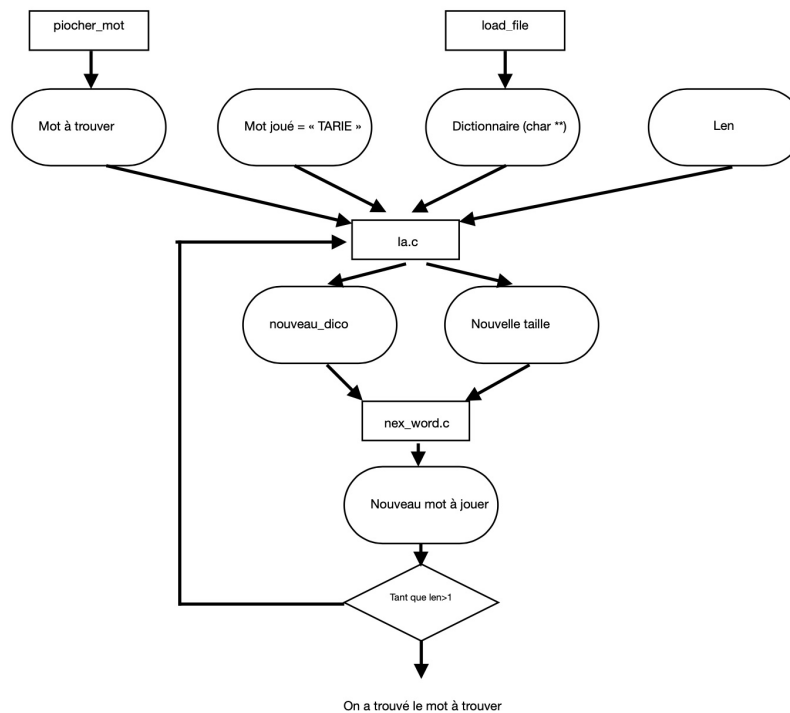 piocher_mot
load_file
Mot à trouver
Mot joué = « TARIE »
Dictionnaire (char **)
Len
Ia.c
nouveau_dico
Nouvelle taille
nex_word.c
Nouveau mot à jouer
Tant que len>1
On a trouvé le mot à trouver